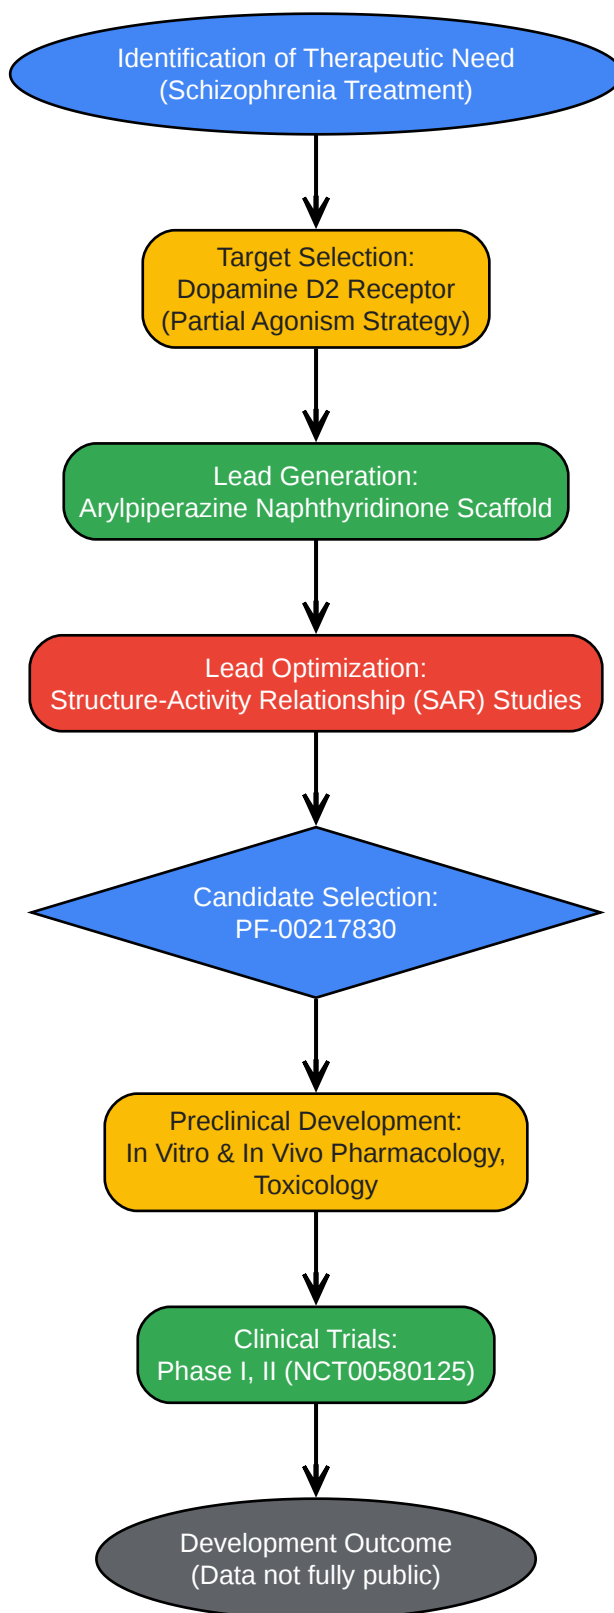 Identification of Therapeutic Need
(Schizophrenia Treatment)
Target Selection:
Dopamine D2 Receptor
(Partial Agonism Strategy)
Lead Generation:
Arylpiperazine Naphthyridinone Scaffold
Lead Optimization:
Structure-Activity Relationship (SAR) Studies
Candidate Selection:
PF-00217830
Preclinical Development:
In Vitro & In Vivo Pharmacology,
Toxicology
Clinical Trials:
Phase I, II (NCT00580125)
Development Outcome
(Data not fully public)